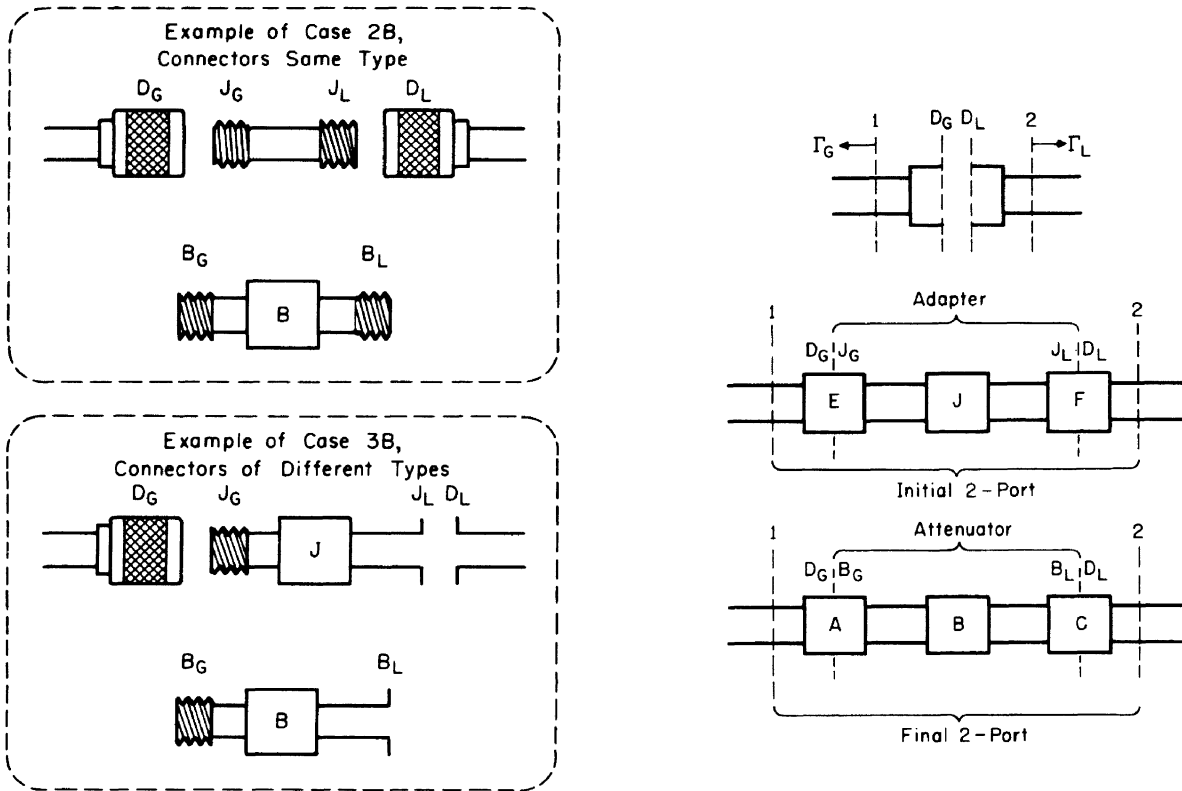 Example of Case 2B,
Connectors Same Type
D_G J_G J_L D_L
B_G B_L
B
Example of Case 3B,
Connectors of Different Types
D_G J_G J_L D_L
J
B_G B_L
B
1 D_G D_L 2
Γ_G Γ_L
Adapter
1 2
D_G J_G J_L D_L
E J F
Initial 2-Port
Attenuator
1 2
D_G B_G B_L D_L
A B C
Final 2-Port